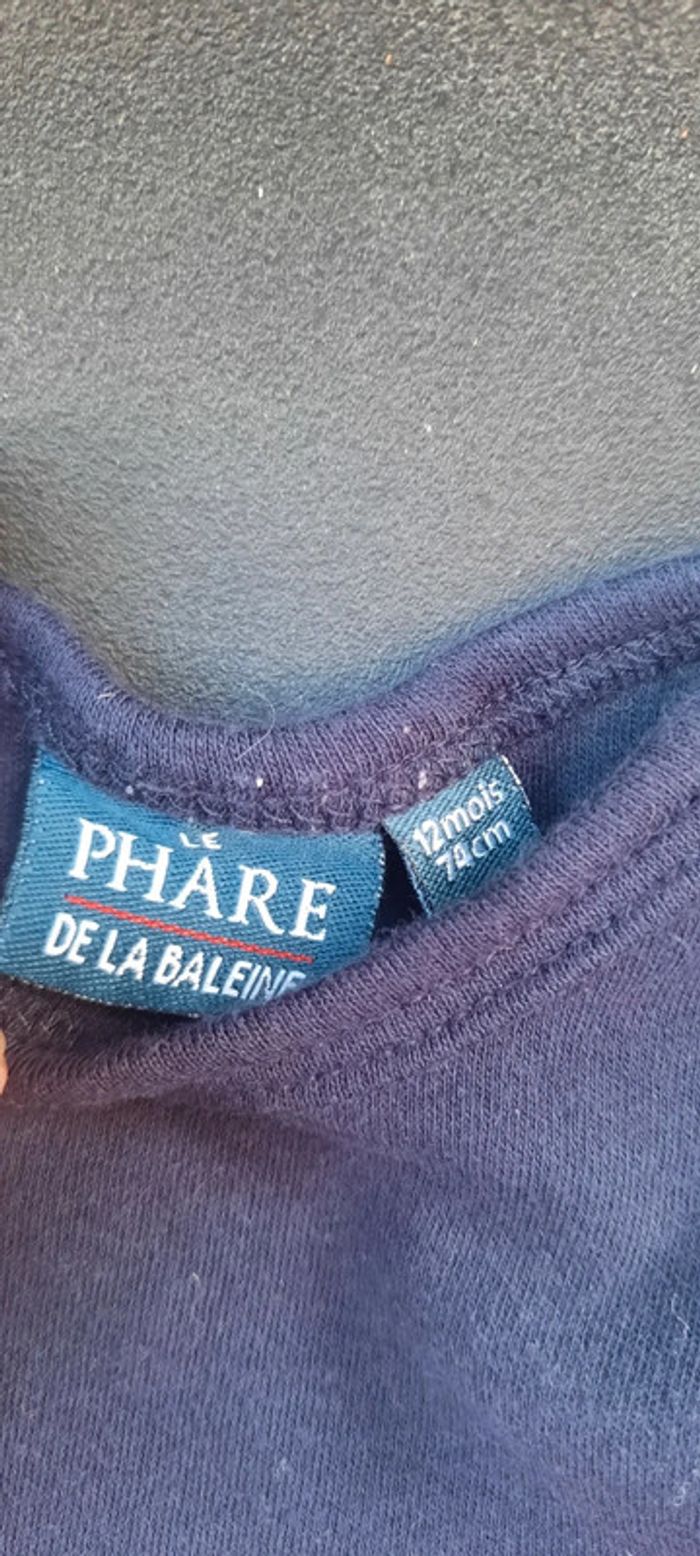 LE
PHARE
DE LA BALEINE
12mois
74cm